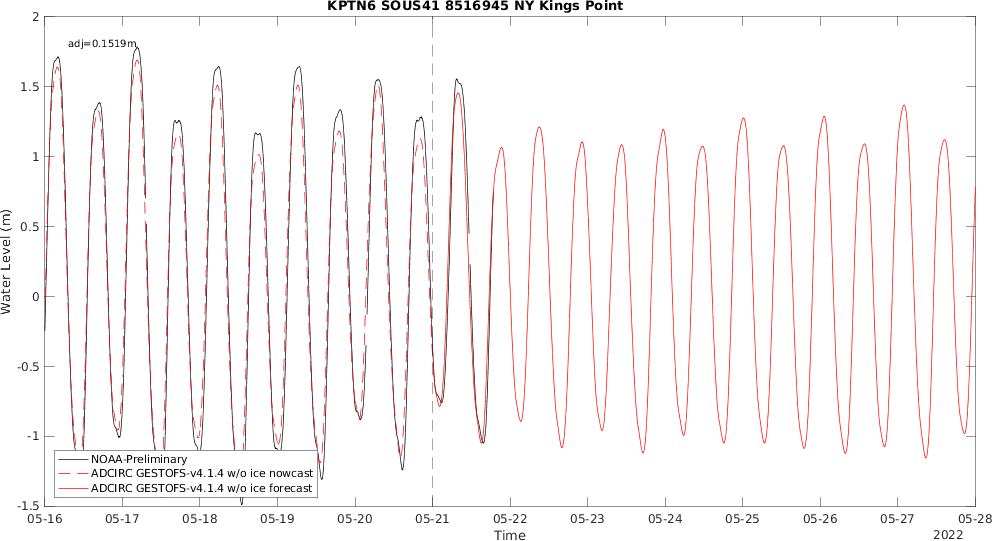 KPTN6 SOUS41 8516945 NY Kings Point
adj=0.1519m
2
1.5
1
0.5
0
-0.5
-1
-1.5
Water Level (m)
NOAA-Preliminary
ADCIRC GESTOFS-v4.1.4 w/o ice nowcast
ADCIRC GESTOFS-v4.1.4 w/o ice forecast
05-16 05-17 05-18 05-19 05-20 05-21 05-22 05-23 05-24 05-25 05-26 05-27 05-28
Time
2022